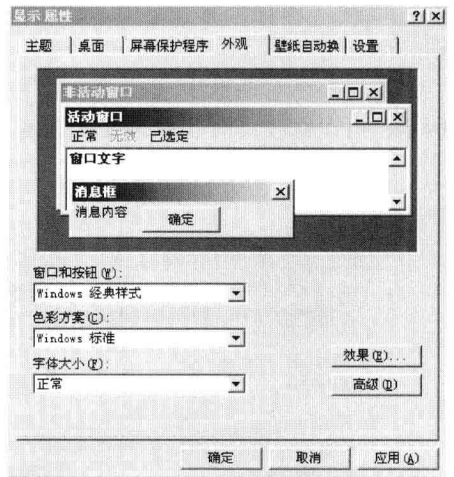 显示 属性
主题 桌面 屏幕保护程序 外观 壁纸自动换 设置
非活动窗口
活动窗口
正常 无效 已选定
窗口文字
消息框
消息内容
确定
窗口和按钮(W):
Windows 经典样式
色彩方案(C):
Windows 标准
字体大小(F):
正常
效果(E)...
高级(D)
确定 取消 应用(A)